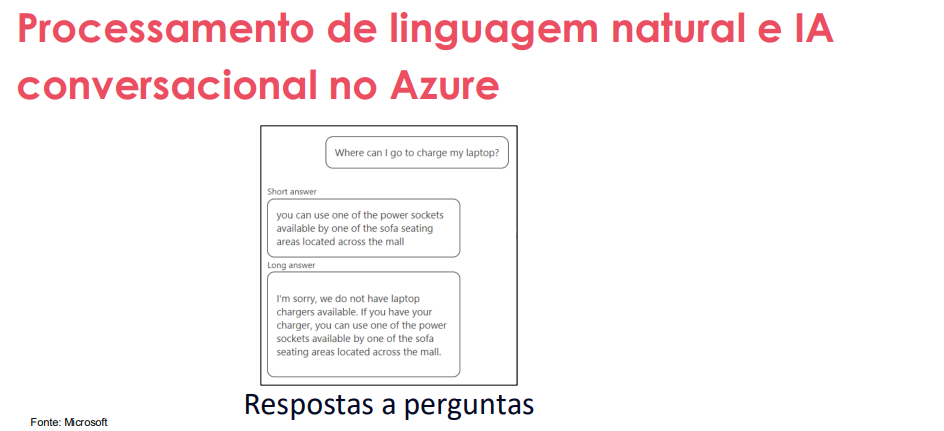 Processamento de linguagem natural e IA
conversacional no Azure
Where can I go to charge my laptop?
Short answer
you can use one of the power sockets
available by one of the sofa seating
areas located across the mall
Long answer
I'm sorry, we do not have laptop
chargers available. If you have your
charger, you can use one of the power
sockets available by one of the sofa
seating areas located across the mall.
Respostas a perguntas
Fonte: Microsoft